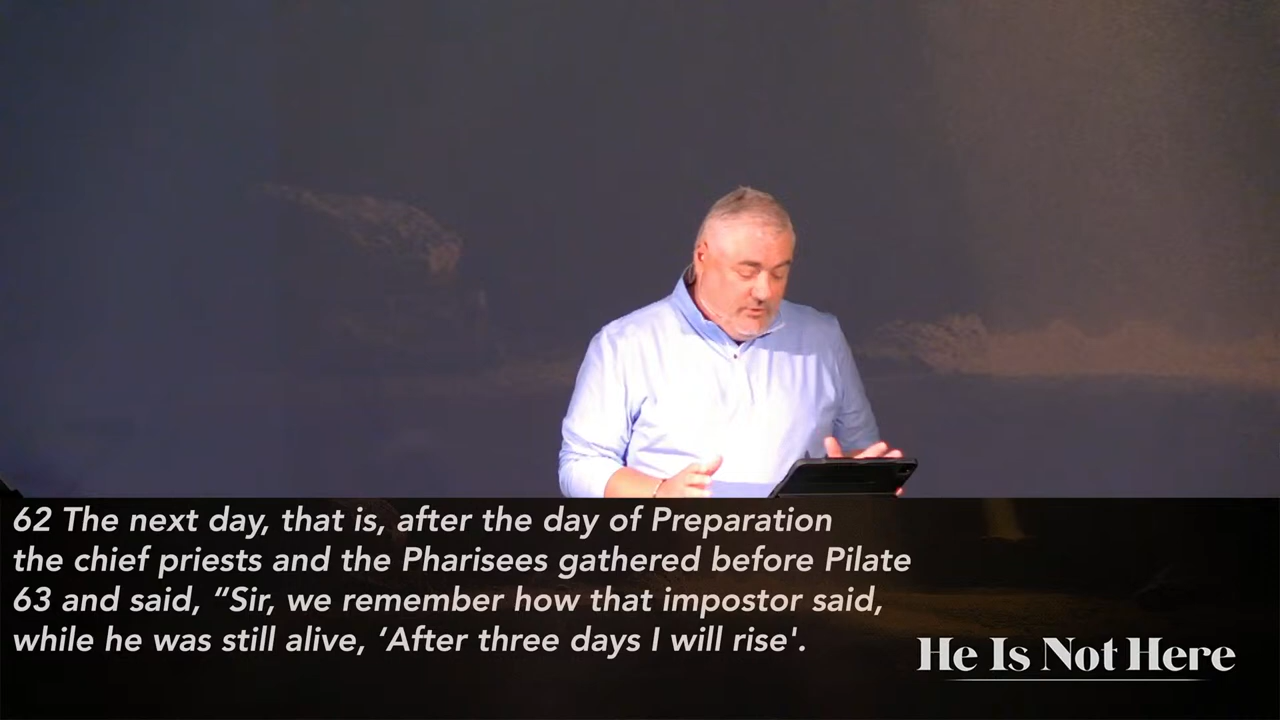 62 The next day, that is, after the day of Preparation
the chief priests and the Pharisees gathered before Pilate
63 and said, “Sir, we remember how that impostor said,
while he was still alive, ‘After three days I will rise'.
He Is Not Here